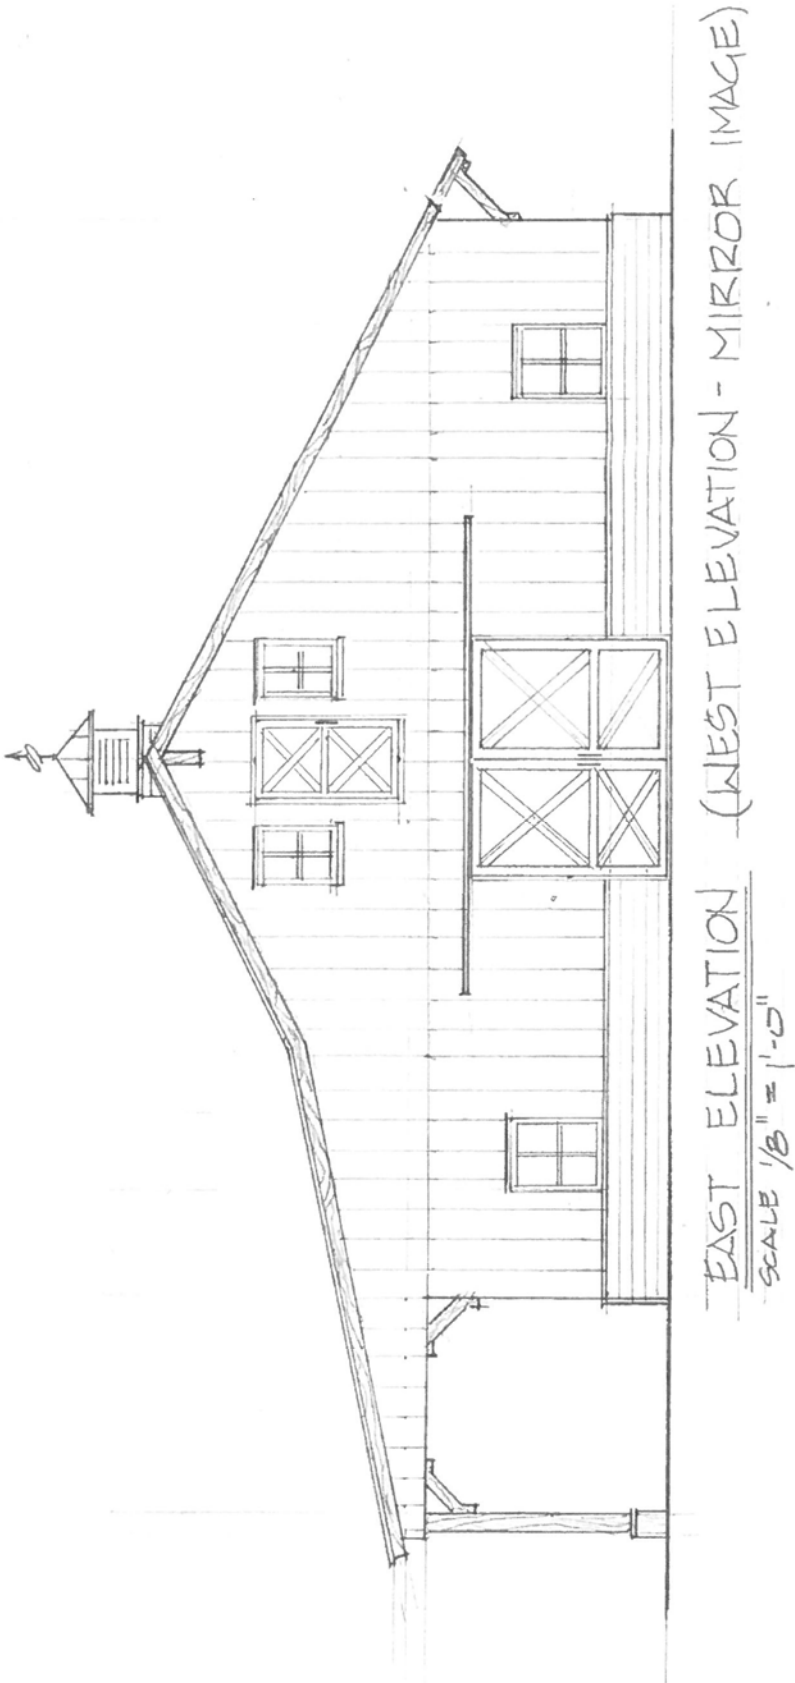 EAST ELEVATION (WEST ELEVATION - MIRROR IMAGE)
SCALE 1/8" = 1'-0"